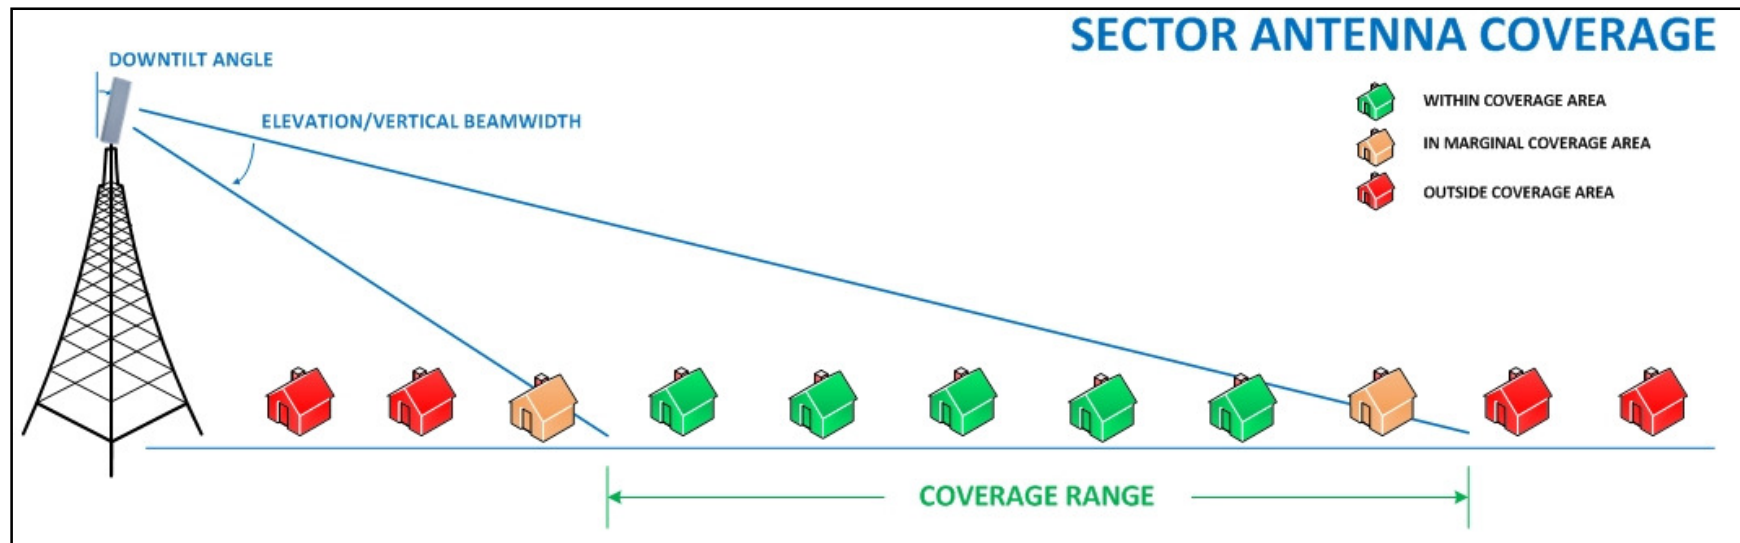 SECTOR ANTENNA COVERAGE
DOWNTILT ANGLE
ELEVATION/VERTICAL BEAMWIDTH
WITHIN COVERAGE AREA
IN MARGINAL COVERAGE AREA
OUTSIDE COVERAGE AREA
COVERAGE RANGE